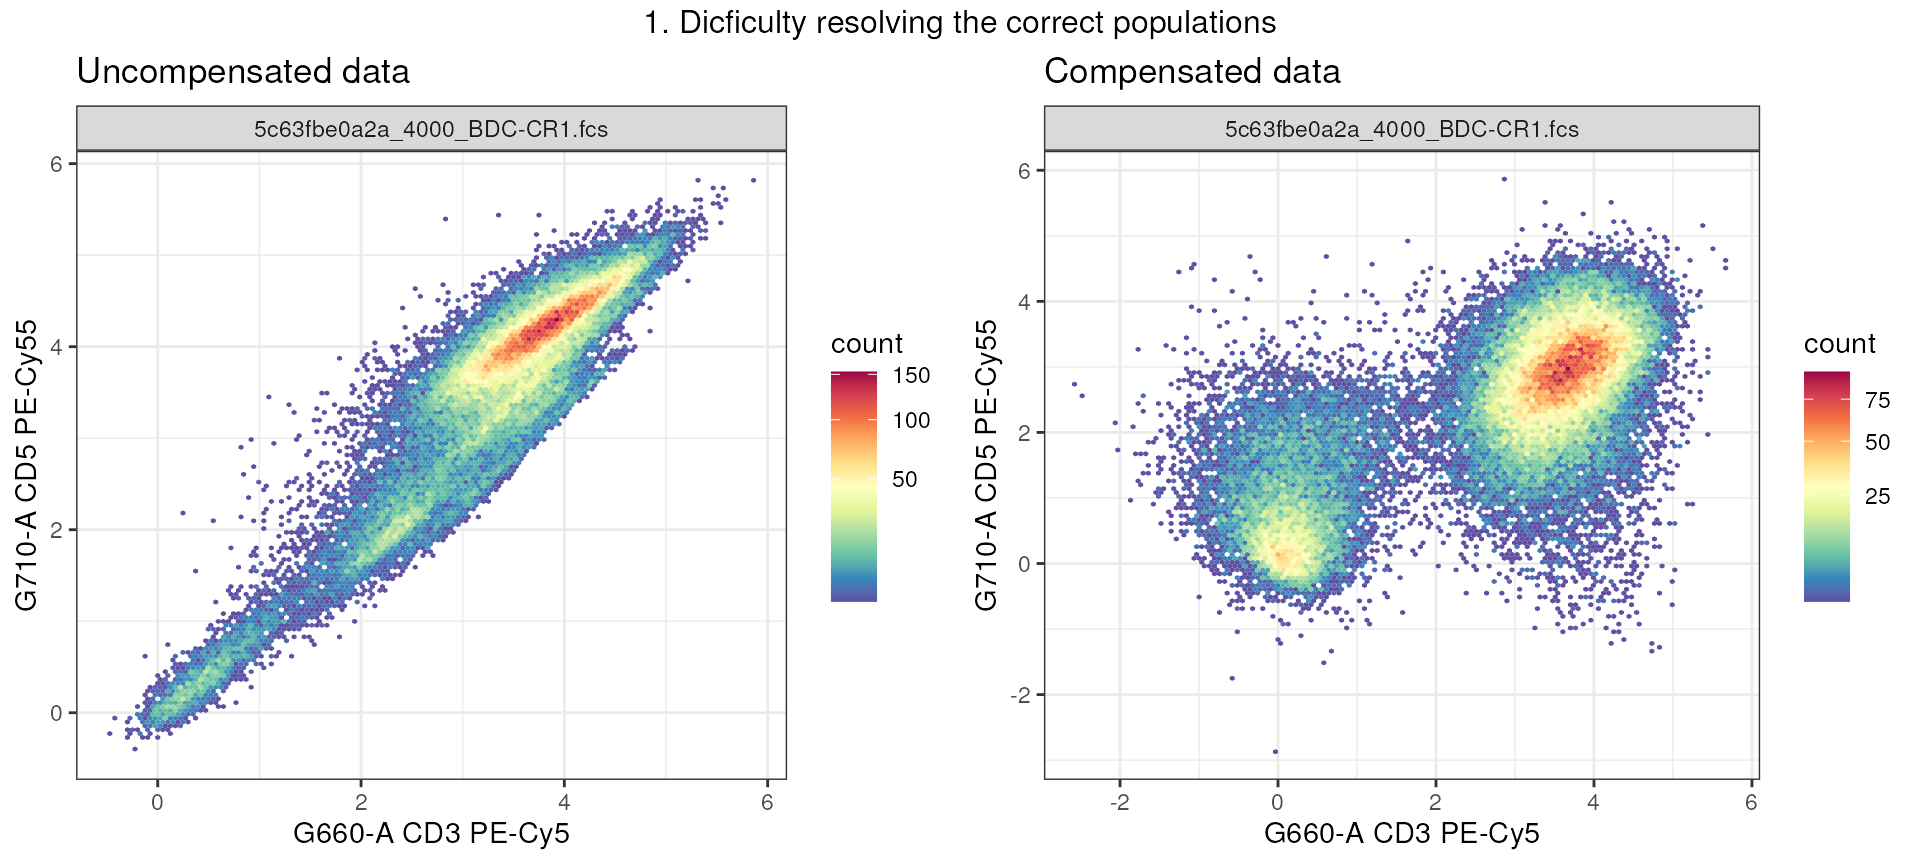 1. Dicficulty resolving the correct populations
Uncompensated data
5c63fbe0a2a_4000_BDC-CR1.fcs
6
4
2
0
G710-A CD5 PE-Cy55
0
2
4
6
G660-A CD3 PE-Cy5
count
150
100
50
Compensated data
5c63fbe0a2a_4000_BDC-CR1.fcs
6
4
2
0
-2
G710-A CD5 PE-Cy55
-2
0
2
4
6
G660-A CD3 PE-Cy5
count
75
50
25